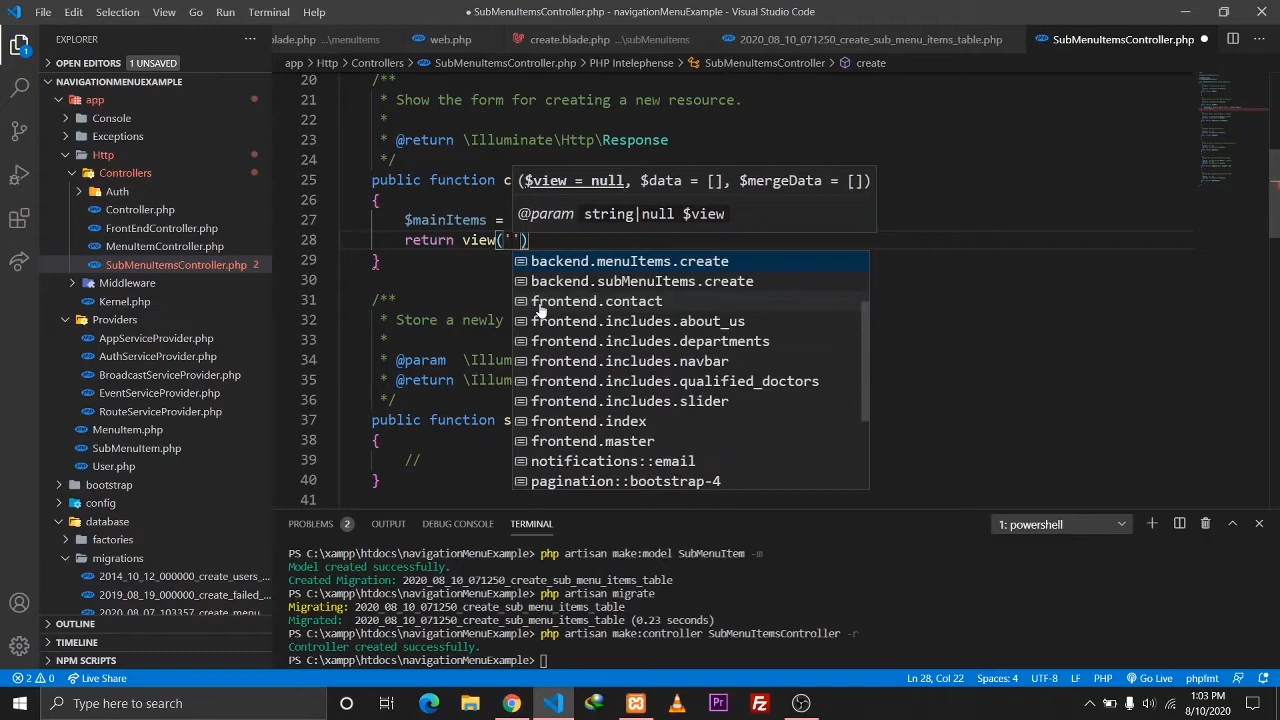 File Edit Selection View Go Run Terminal Help
● SubMenuItemsController.php - navigationMenuExample - Visual Studio Code
EXPLORER
blade.php ...\menuItems
web.php
create.blade.php ...\subMenuItems
2020_08_10_071250_create_sub_menu_items_table.php
SubMenuItemsController.php ●
OPEN EDITORS 1 UNSAVED
app > Http > Controllers > SubMenuItemsController.php > PHP Intelephense > SubMenuItemsController > create
NAVIGATIONMENUEXAMPLE
app
Console
Exceptions
Http
Controllers
Auth
Controller.php
FrontEndController.php
MenuItemController.php
SubMenuItemsController.php 2
Middleware
Kernel.php
Providers
AppServiceProvider.php
AuthServiceProvider.php
BroadcastServiceProvider.php
EventServiceProvider.php
RouteServiceProvider.php
MenuItem.php
SubMenuItem.php
User.php
bootstrap
config
database
factories
migrations
2014_10_12_000000_create_users_...
2019_08_19_000000_create_failed_...
2020_08_07_103357_create_menu_
OUTLINE
TIMELINE
NPM SCRIPTS
20 /**
21 * Show the form for creating a new resource.
22 *
23 * @return \Illuminate\Http Response
24 */
25 public function view( $data = [], $mergeData = [])
26 {
27 $mainItems = @param string|null $view
28 return view('')
29 }
30
31 /**
32 * Store a newly
33 *
34 * @param \Illum
35 * @return \Illum
36 */
37 public function s
38 {
39 //
40 }
41
backend.menuItems.create
backend.subMenuItems.create
frontend.contact
frontend.includes.about_us
frontend.includes.departments
frontend.includes.navbar
frontend.includes.qualified_doctors
frontend.includes.slider
frontend.index
frontend.master
notifications::email
pagination::bootstrap-4
PROBLEMS 2 OUTPUT DEBUG CONSOLE TERMINAL
1: powershell
PS C:\xampp\htdocs\navigationMenuExample> php artisan make:model SubMenuItem -m
Model created successfully.
Created Migration: 2020_08_10_071250_create_sub_menu_items_table
PS C:\xampp\htdocs\navigationMenuExample> php artisan migrate
Migrating: 2020_08_10_071250_create_sub_menu_items_table
Migrated: 2020_08_10_071250_create_sub_menu_items_table (0.23 seconds)
PS C:\xampp\htdocs\navigationMenuExample> php artisan make:controller SubMenuItemsController -r
Controller created successfully.
PS C:\xampp\htdocs\navigationMenuExample>
2 0 Live Share
Ln 28, Col 22 Spaces: 4 UTF-8 LF PHP Go Live phpfmt
Type here to search
1:03 PM
8/10/2020